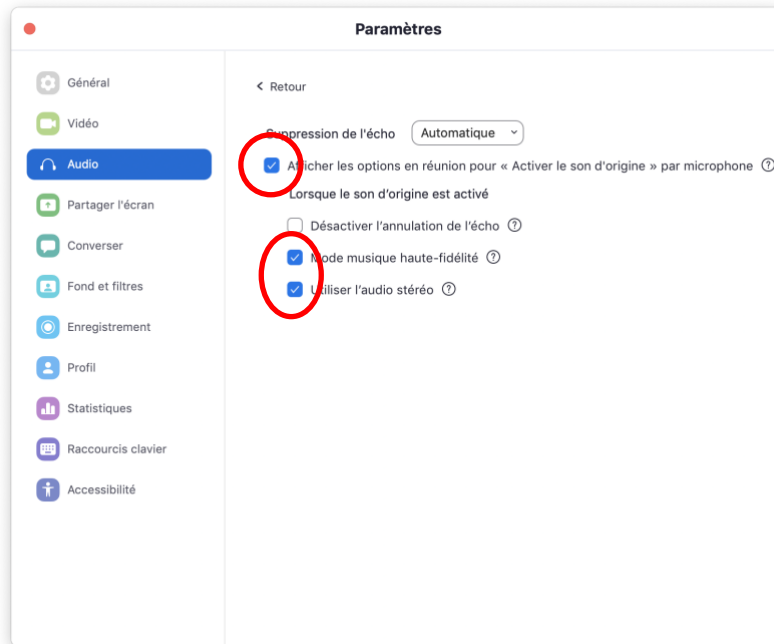 Paramètres
Général
Vidéo
Audio
Partager l'écran
Converser
Fond et filtres
Enregistrement
Profil
Statistiques
Raccourcis clavier
Accessibilité
< Retour
Suppression de l'écho Automatique
Afficher les options en réunion pour « Activer le son d'origine » par microphone ?
Lorsque le son d'origine est activé
Désactiver l'annulation de l'écho ?
Mode musique haute-fidélité ?
Utiliser l'audio stéréo ?